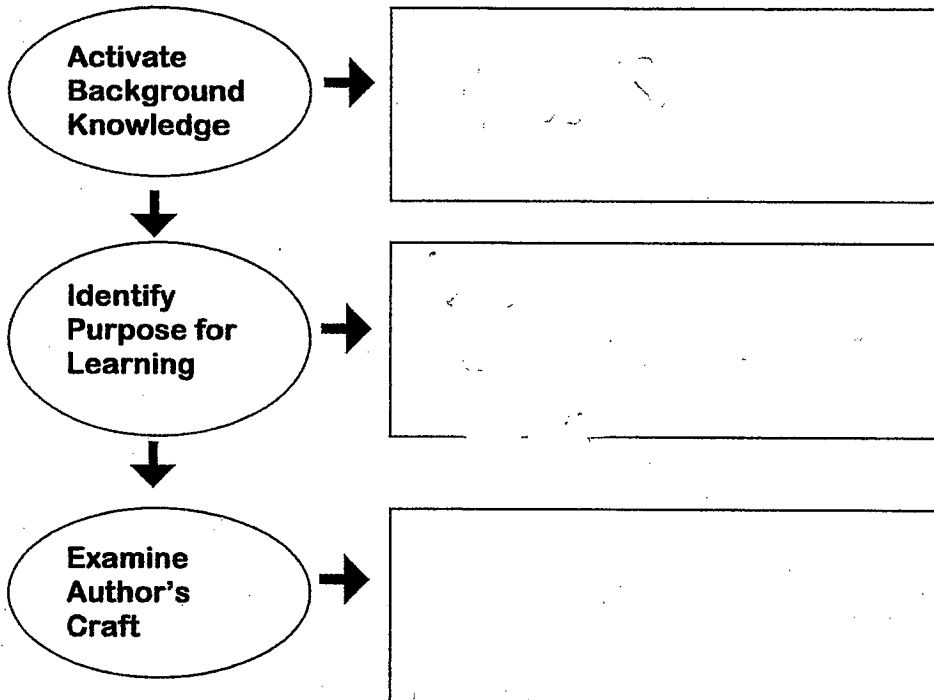 Activate
Background
Knowledge
Identify
Purpose for
Learning
Examine
Author's
Craft